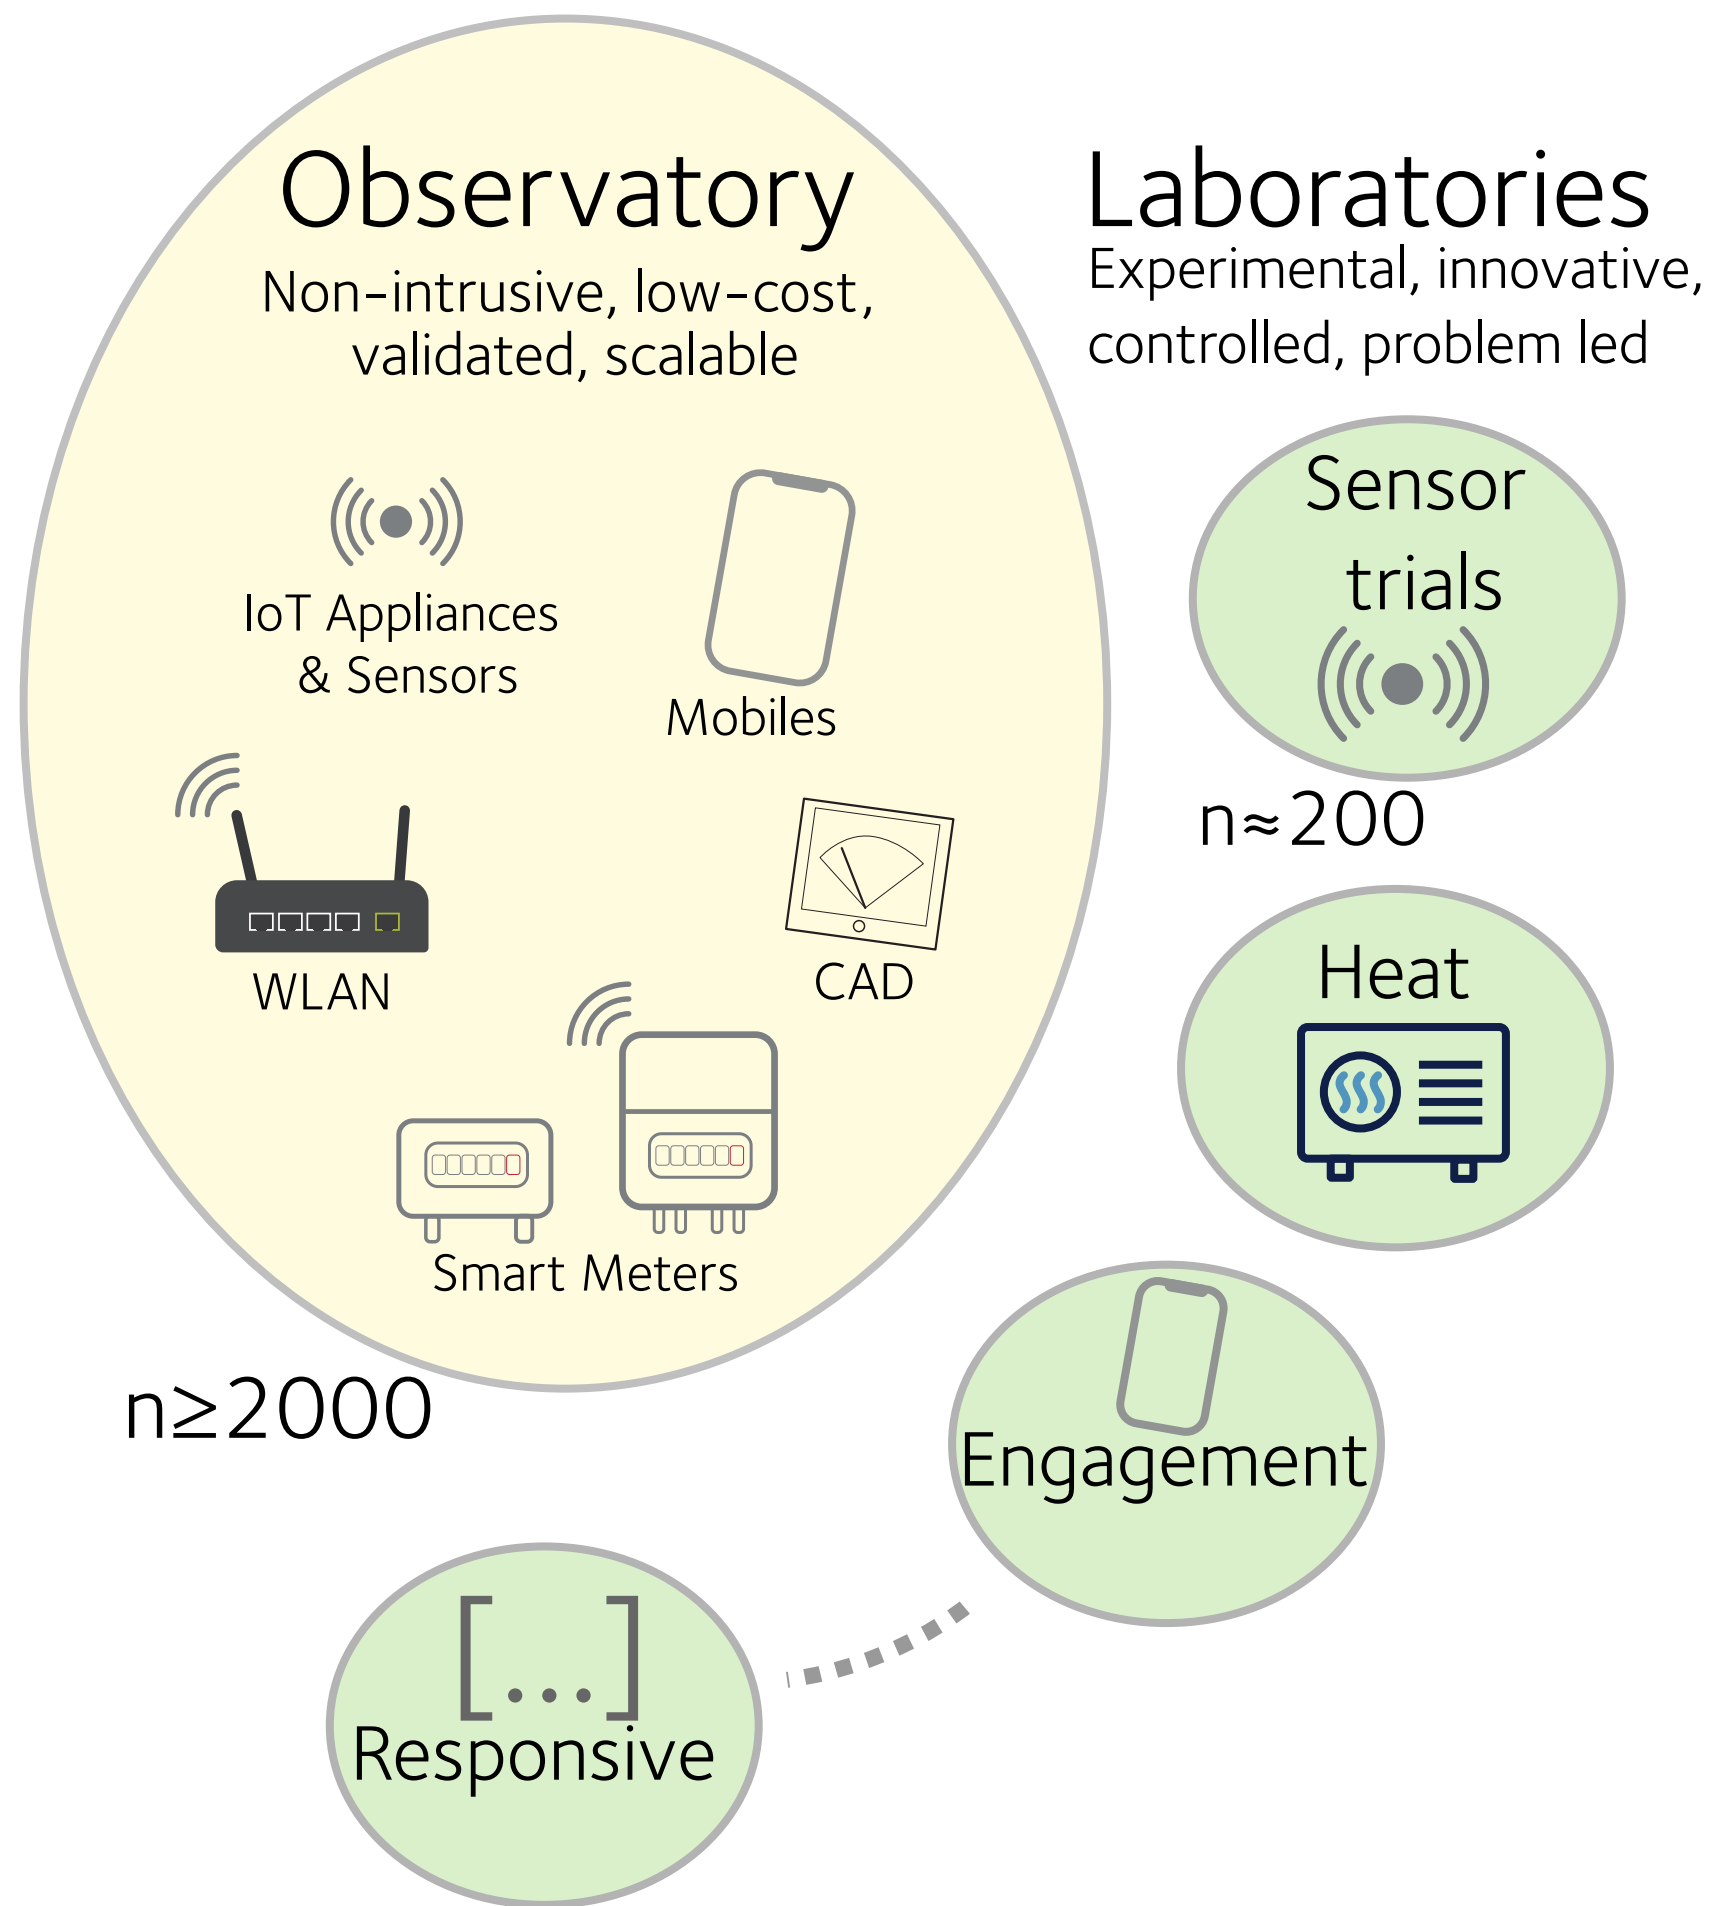 Observatory
Non-intrusive, low-cost,
validated, scalable
IoT Appliances
& Sensors
Mobiles
WLAN
CAD
Smart Meters
n≥2000
Laboratories
Experimental, innovative,
controlled, problem led
Sensor
trials
n≈200
Heat
Engagement
[...]
Responsive